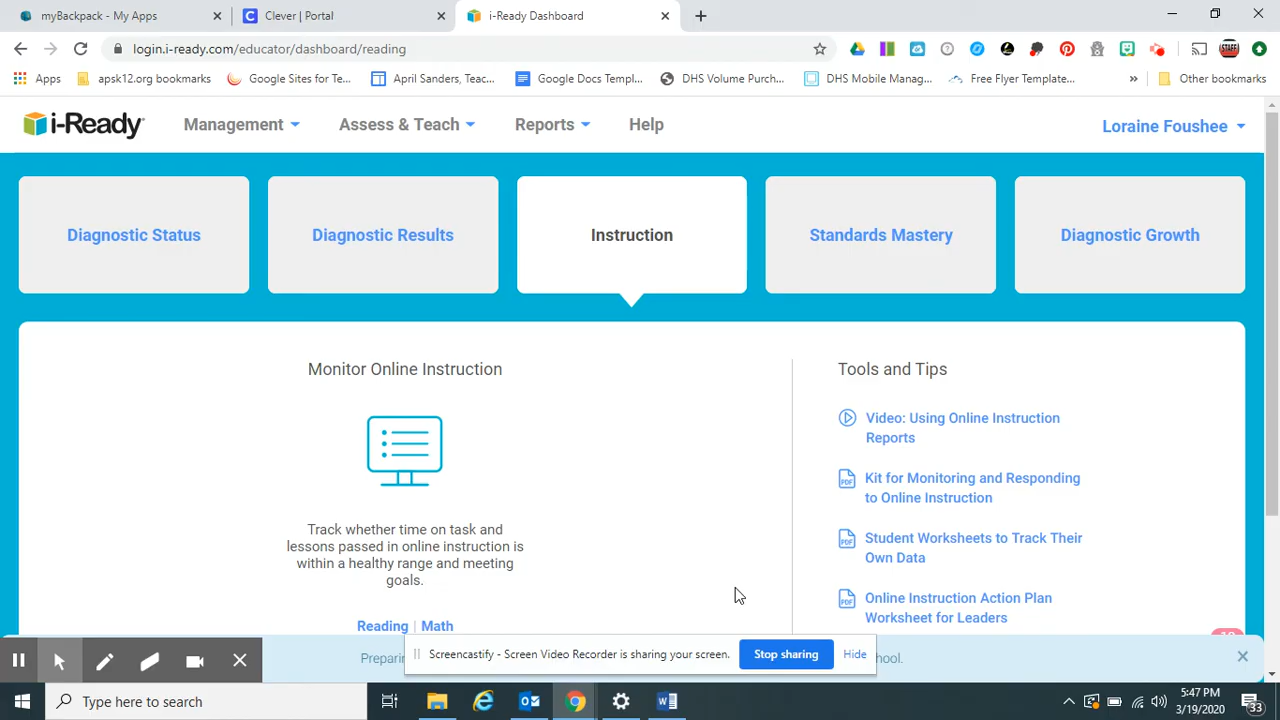 myBackpack - My Apps
Clever | Portal
i-Ready Dashboard
login.i-ready.com/educator/dashboard/reading
Apps
apsk12.org bookmarks
Google Sites for Te...
April Sanders, Teac...
Google Docs Templ...
DHS Volume Purch...
DHS Mobile Manag...
Free Flyer Template...
»
Other bookmarks
i-Ready
Management
Assess & Teach
Reports
Help
Loraine Foushee
Diagnostic Status
Diagnostic Results
Instruction
Standards Mastery
Diagnostic Growth
Monitor Online Instruction
Track whether time on task and
lessons passed in online instruction is
within a healthy range and meeting
goals.
Reading | Math
Tools and Tips
Video: Using Online Instruction
Reports
PDF
Kit for Monitoring and Responding
to Online Instruction
PDF
Student Worksheets to Track Their
Own Data
PDF
Online Instruction Action Plan
Worksheet for Leaders
Screencastify - Screen Video Recorder is sharing your screen.
Stop sharing
Hide
Type here to search
5:47 PM
3/19/2020
33